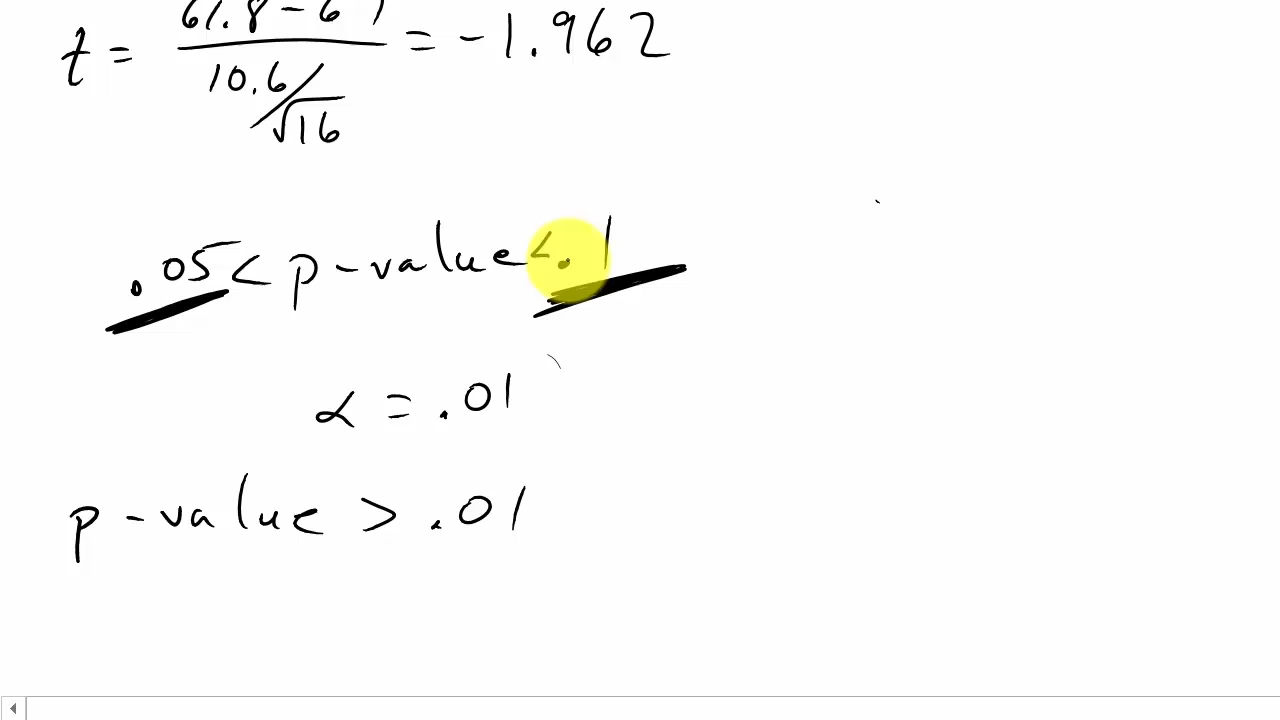 t = 61.8 - 67 / 10.6/√16 = -1.962
.05 < p-value < .1
α = .01
p-value > .01